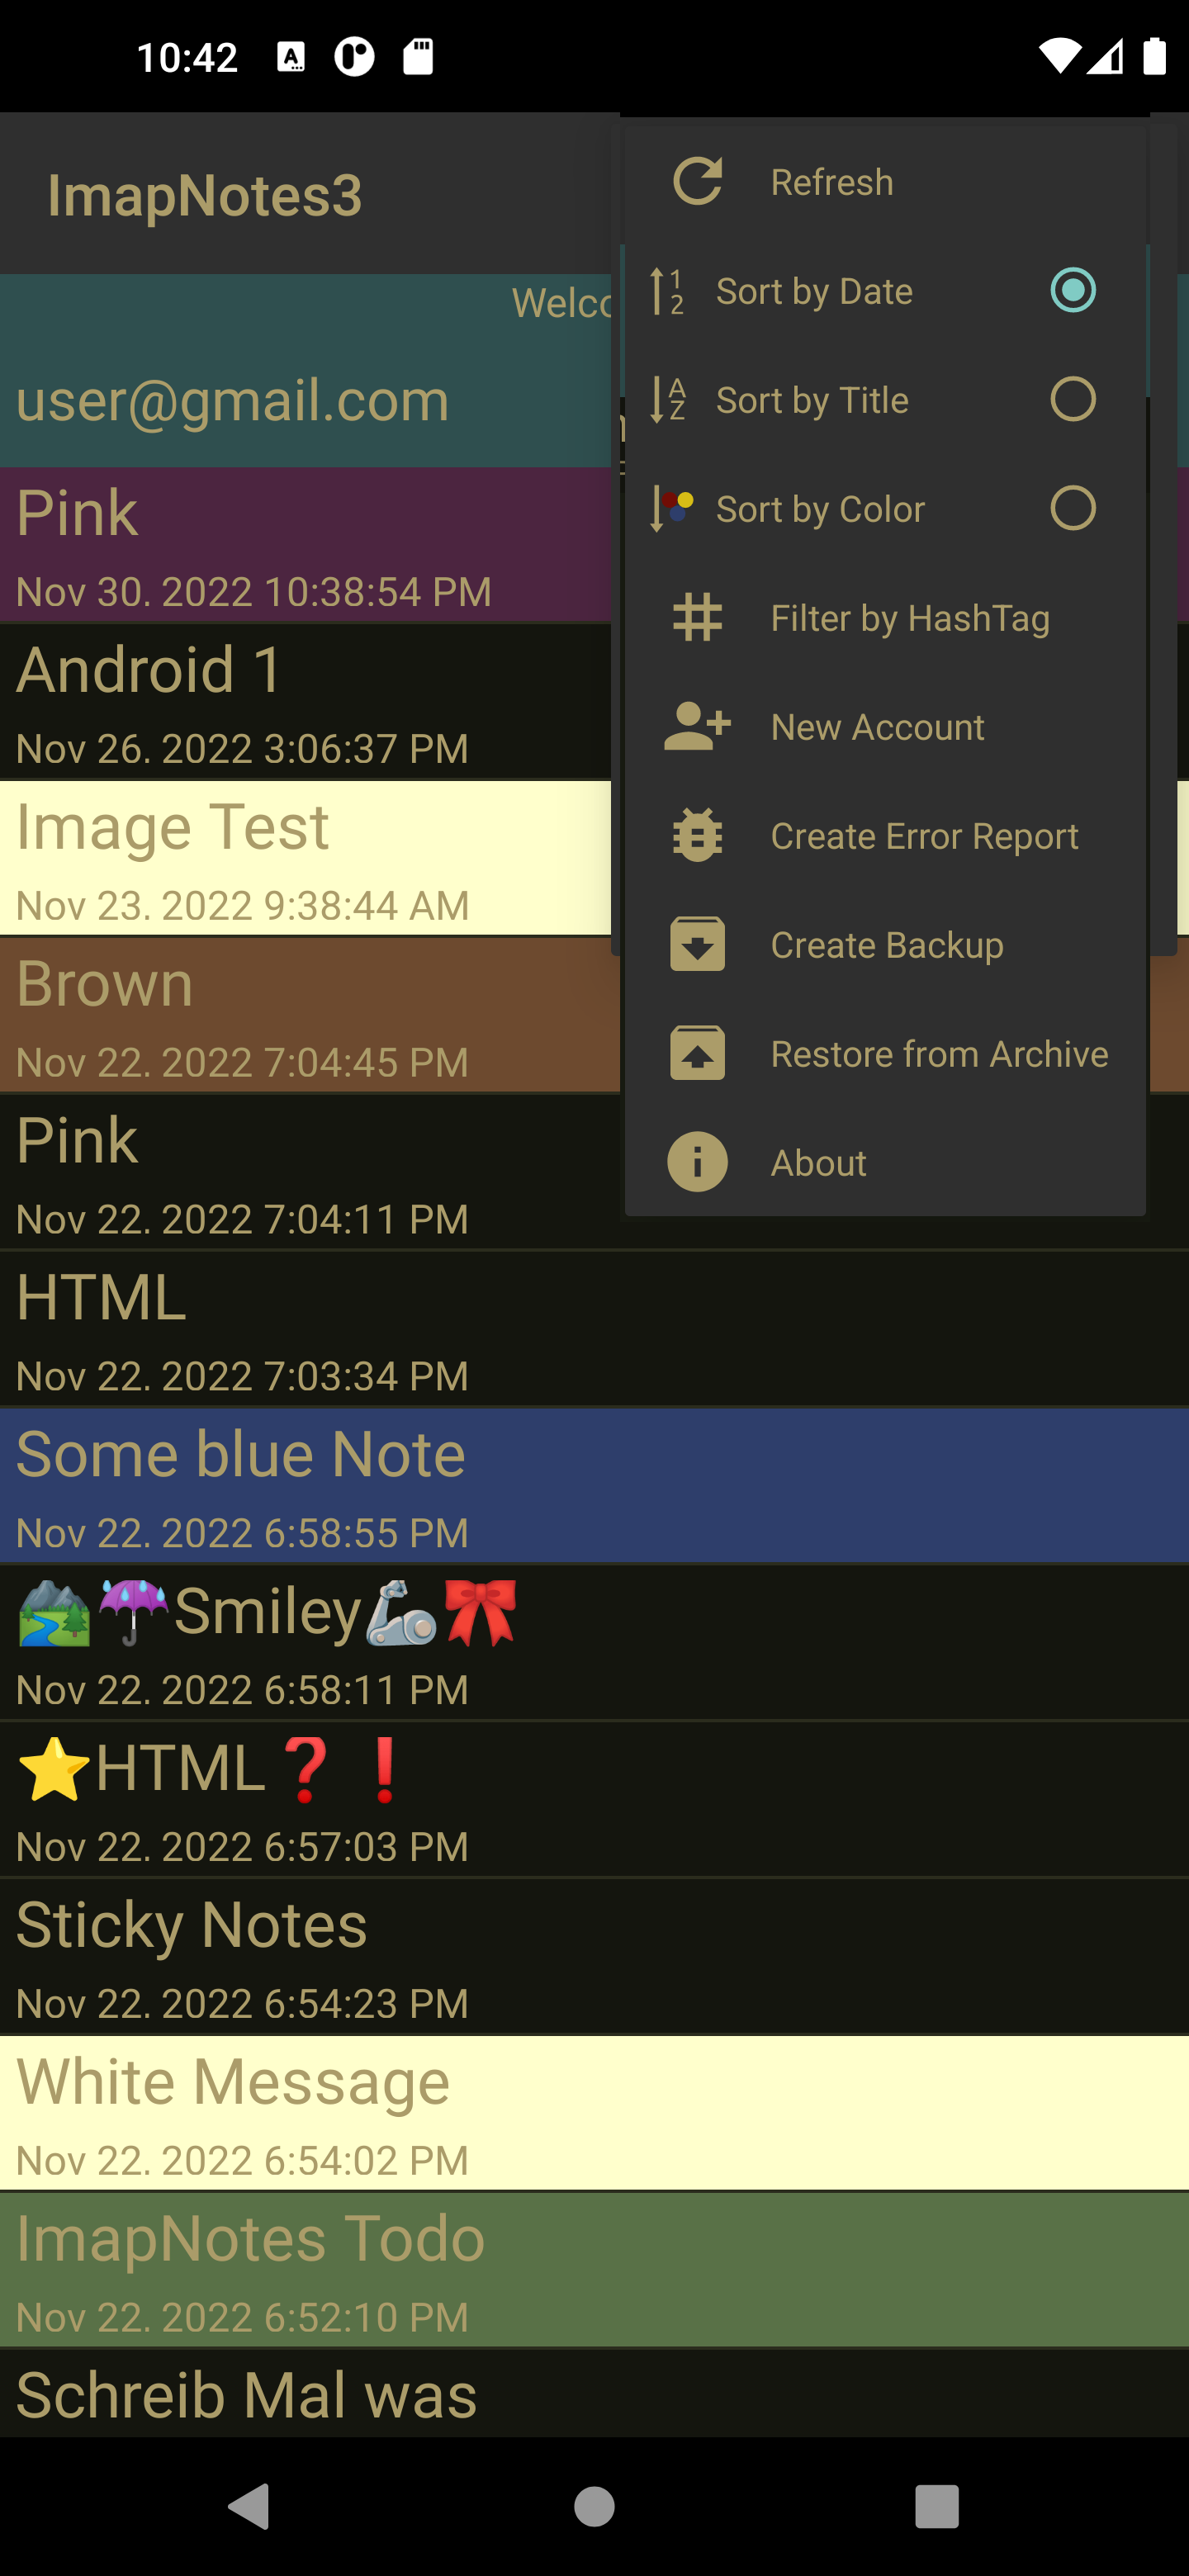 10:42
ImapNotes3
Welco
user@gmail.com
Pink
Nov 30. 2022 10:38:54 PM
Android 1
Nov 26. 2022 3:06:37 PM
Image Test
Nov 23. 2022 9:38:44 AM
Brown
Nov 22. 2022 7:04:45 PM
Pink
Nov 22. 2022 7:04:11 PM
HTML
Nov 22. 2022 7:03:34 PM
Some blue Note
Nov 22. 2022 6:58:55 PM
🏞️☔Smiley🦾🎀
Nov 22. 2022 6:58:11 PM
⭐HTML❓❗
Nov 22. 2022 6:57:03 PM
Sticky Notes
Nov 22. 2022 6:54:23 PM
White Message
Nov 22. 2022 6:54:02 PM
ImapNotes Todo
Nov 22. 2022 6:52:10 PM
Schreib Mal was
Refresh
Sort by Date
Sort by Title
Sort by Color
Filter by HashTag
New Account
Create Error Report
Create Backup
Restore from Archive
About